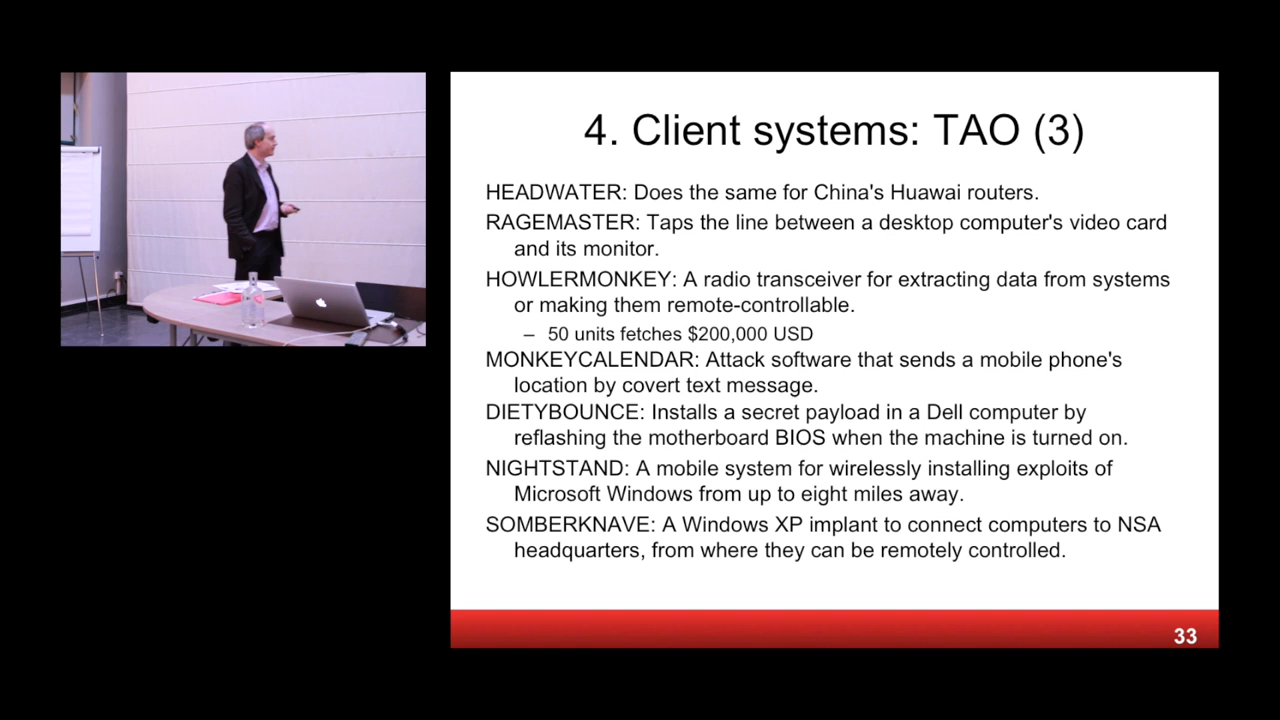 4. Client systems: TAO (3)
HEADWATER: Does the same for China's Huawai routers.
RAGEMASTER: Taps the line between a desktop computer's video card
and its monitor.
HOWLERMONKEY: A radio transceiver for extracting data from systems
or making them remote-controllable.
– 50 units fetches $200,000 USD
MONKEYCALENDAR: Attack software that sends a mobile phone's
location by covert text message.
DIETYBOUNCE: Installs a secret payload in a Dell computer by
reflashing the motherboard BIOS when the machine is turned on.
NIGHTSTAND: A mobile system for wirelessly installing exploits of
Microsoft Windows from up to eight miles away.
SOMBERKNAVE: A Windows XP implant to connect computers to NSA
headquarters, from where they can be remotely controlled.
33